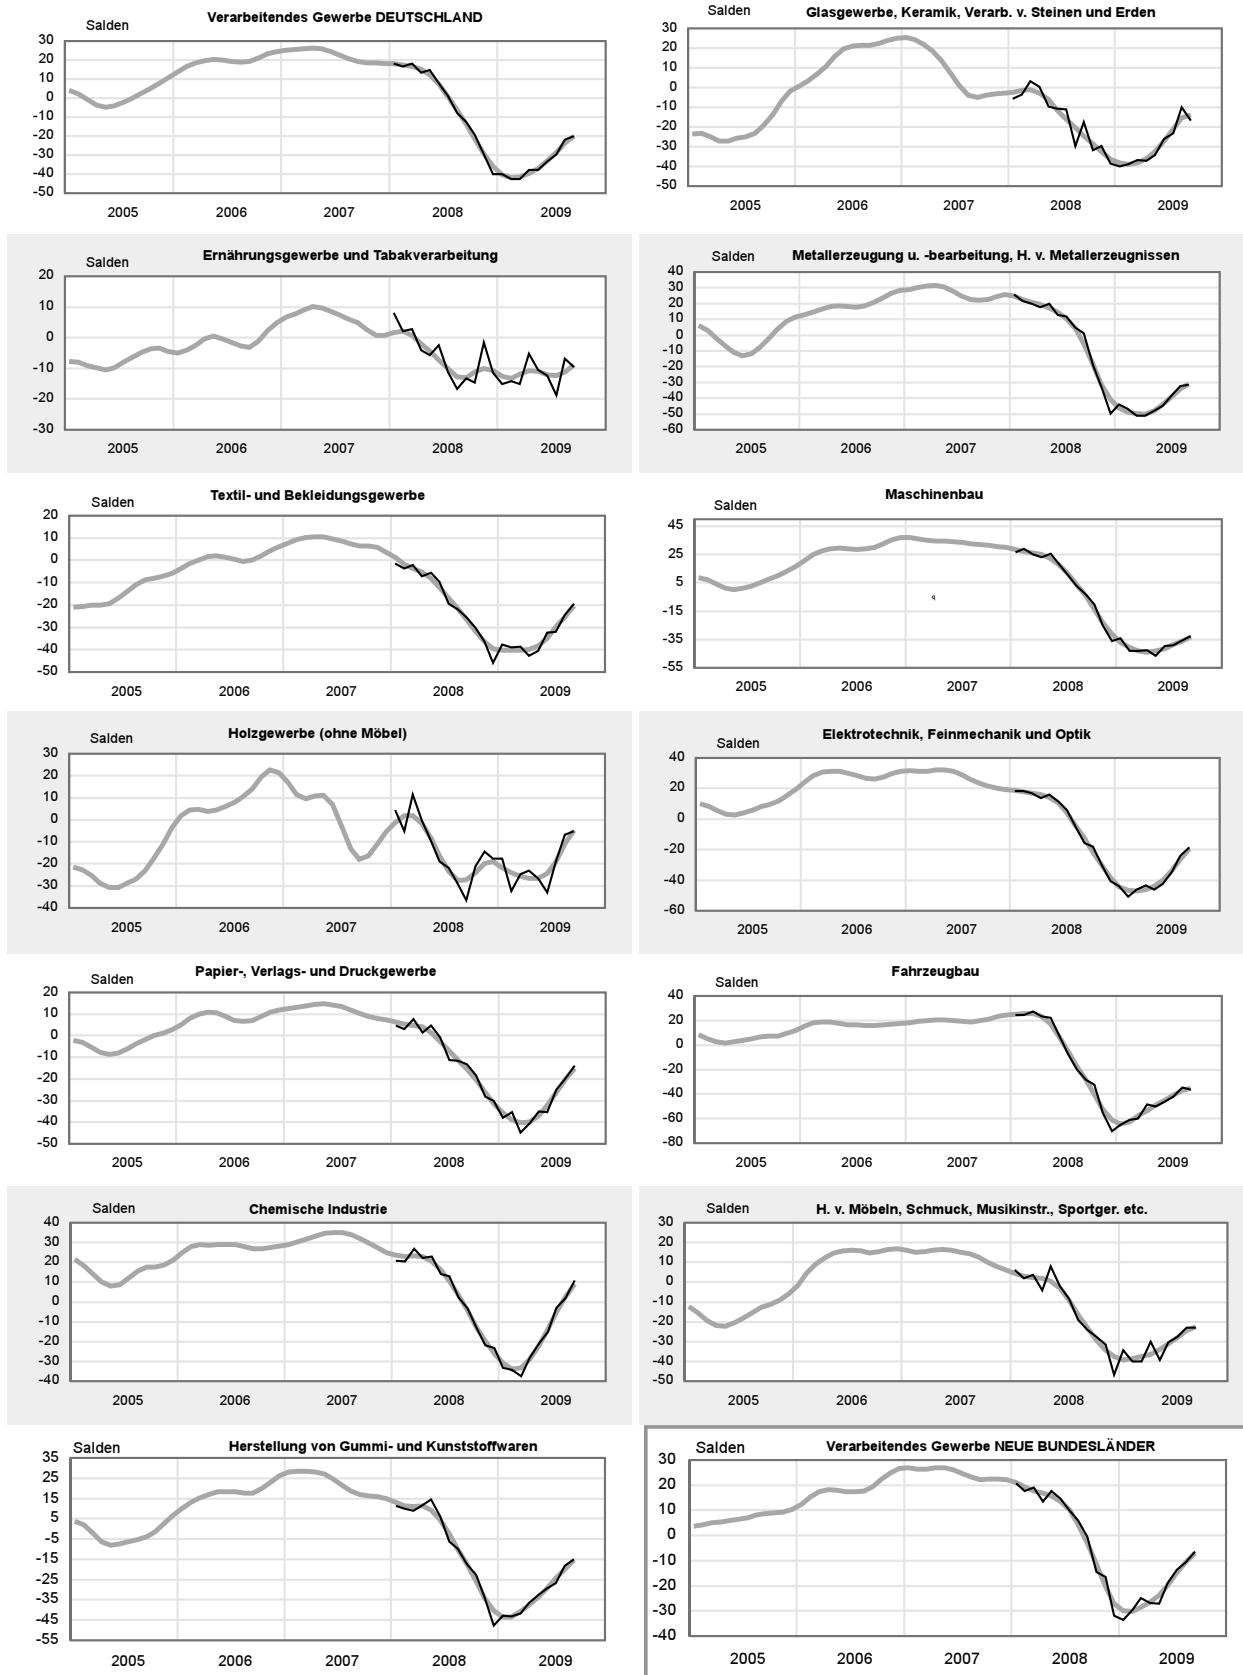 Verarbeitendes Gewerbe DEUTSCHLAND
Salden
30
20
10
0
-10
-20
-30
-40
-50
2005 2006 2007 2008 2009
Glasgewerbe, Keramik, Verarb. v. Steinen und Erden
Salden
30
20
10
0
-10
-20
-30
-40
-50
2005 2006 2007 2008 2009
Ernährungsgewerbe und Tabakverarbeitung
Salden
20
10
0
-10
-20
-30
2005 2006 2007 2008 2009
Metallerzeugung u. -bearbeitung, H. v. Metallerzeugnissen
Salden
40
30
20
10
0
-10
-20
-30
-40
-50
-60
2005 2006 2007 2008 2009
Textil- und Bekleidungsgewerbe
Salden
20
10
0
-10
-20
-30
-40
-50
2005 2006 2007 2008 2009
Maschinenbau
Salden
45
25
5
-15
-35
-55
2005 2006 2007 2008 2009
Holzgewerbe (ohne Möbel)
Salden
30
20
10
0
-10
-20
-30
-40
2005 2006 2007 2008 2009
Elektrotechnik, Feinmechanik und Optik
Salden
40
20
0
-20
-40
-60
2005 2006 2007 2008 2009
Papier-, Verlags- und Druckgewerbe
Salden
20
10
0
-10
-20
-30
-40
-50
2005 2006 2007 2008 2009
Fahrzeugbau
Salden
40
20
0
-20
-40
-60
-80
2005 2006 2007 2008 2009
Chemische Industrie
Salden
40
30
20
10
0
-10
-20
-30
-40
2005 2006 2007 2008 2009
H. v. Möbeln, Schmuck, Musikinstr., Sportger. etc.
Salden
30
20
10
0
-10
-20
-30
-40
-50
2005 2006 2007 2008 2009
Herstellung von Gummi- und Kunststoffwaren
Salden
35
25
15
5
-5
-15
-25
-35
-45
-55
2005 2006 2007 2008 2009
Verarbeitendes Gewerbe NEUE BUNDESLÄNDER
Salden
30
20
10
0
-10
-20
-30
-40
2005 2006 2007 2008 2009